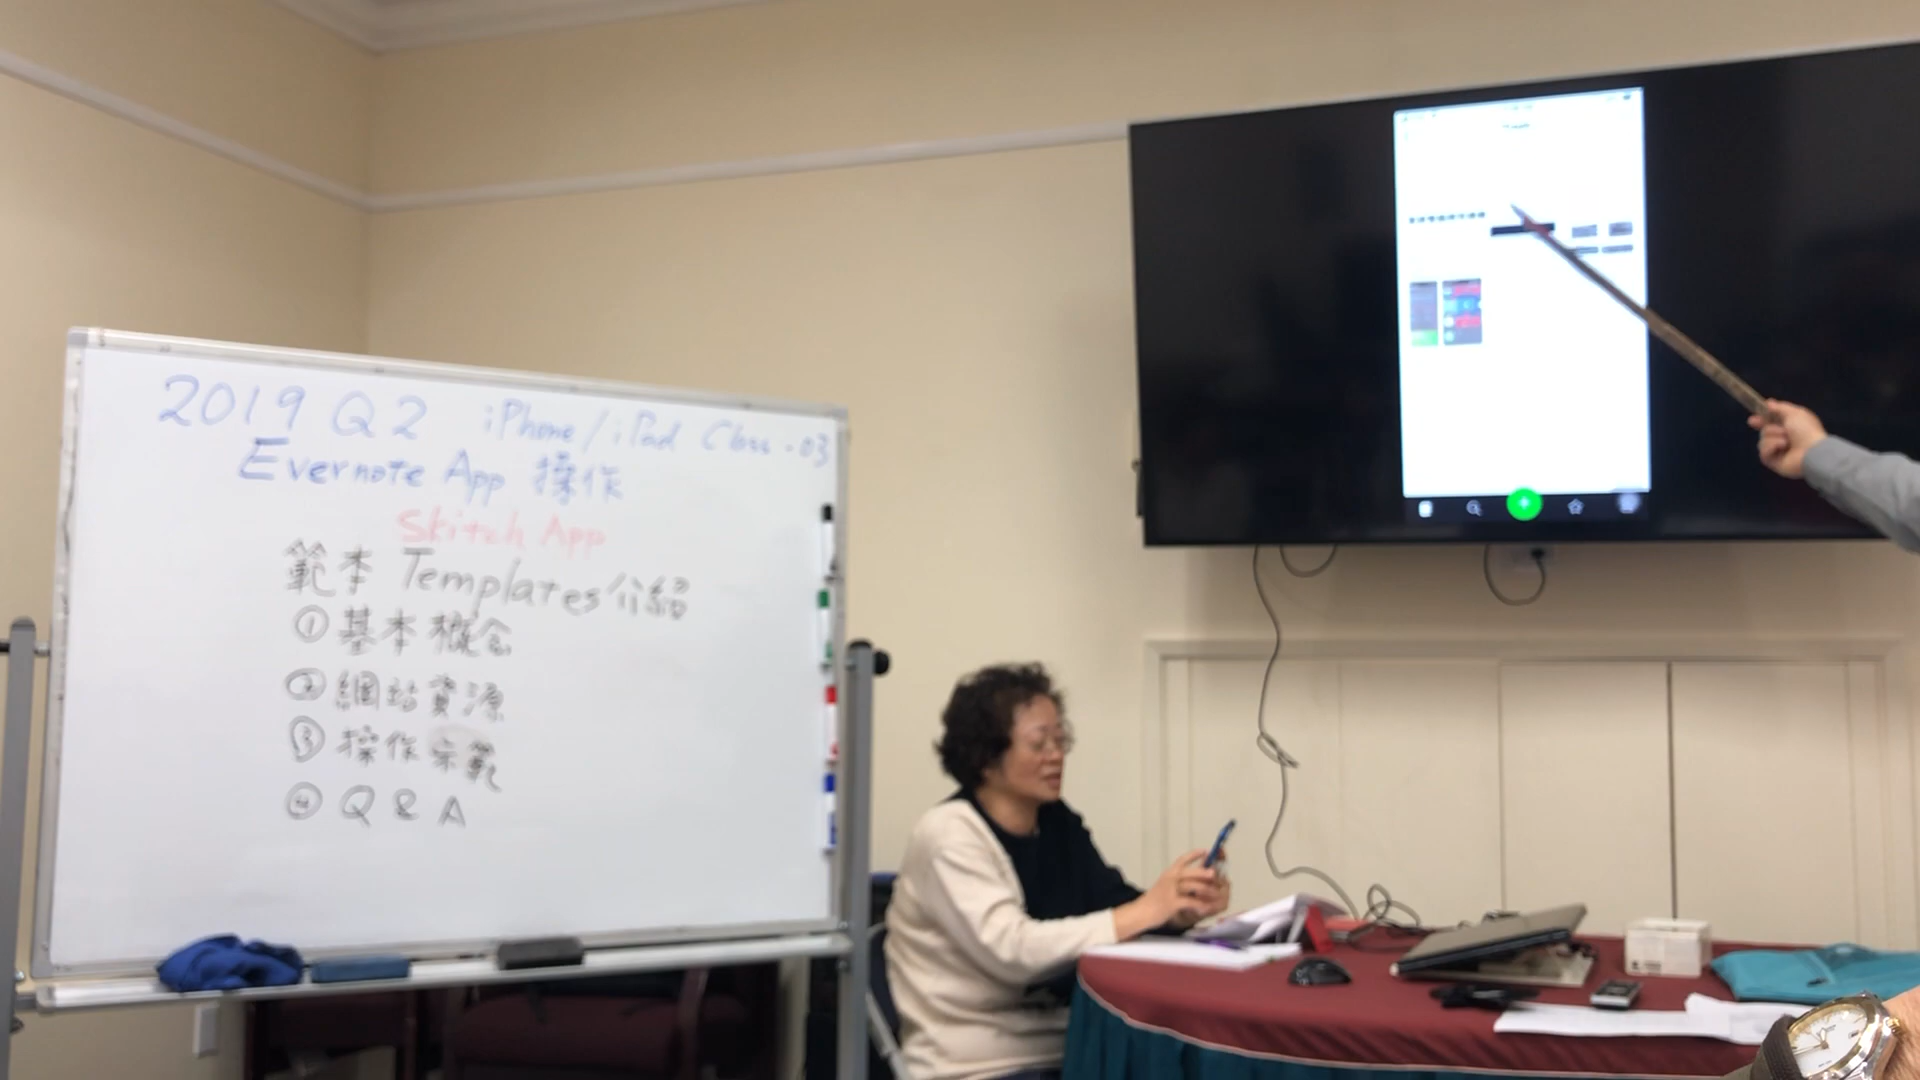 2019 Q2 iPhone/iPad Class-03
Evernote App 操作
Skitch App
範本 Templates 介紹
① 基本概念
② 網站資源
③ 操作示範
④ Q & A